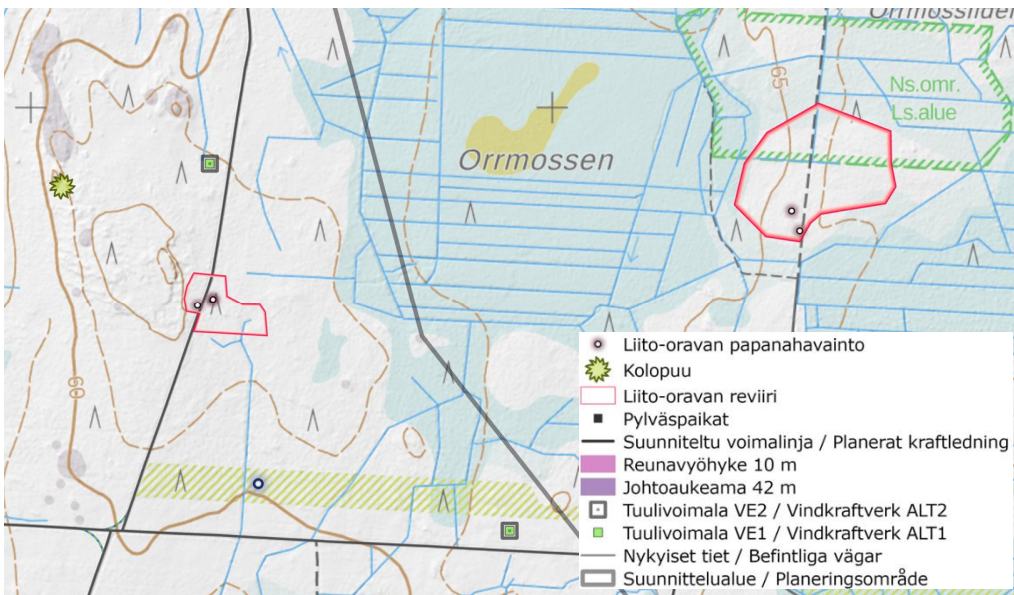 Orrmosslider
65
Ns.omr.
Ls.alue
Orrmossen
60
Liito-oravan papanahavainto
Kolopuu
Liito-oravan reviiri
Pylväspaikat
Suunniteltu voimalinja / Planerat kraftledning
Reunavyöhyke 10 m
Johtoaukeama 42 m
Tuulivoimala VE2 / Vindkraftverk ALT2
Tuulivoimala VE1 / Vindkraftverk ALT1
Nykyiset tiet / Befintliga vägar
Suunnittelualue / Planeringsområde